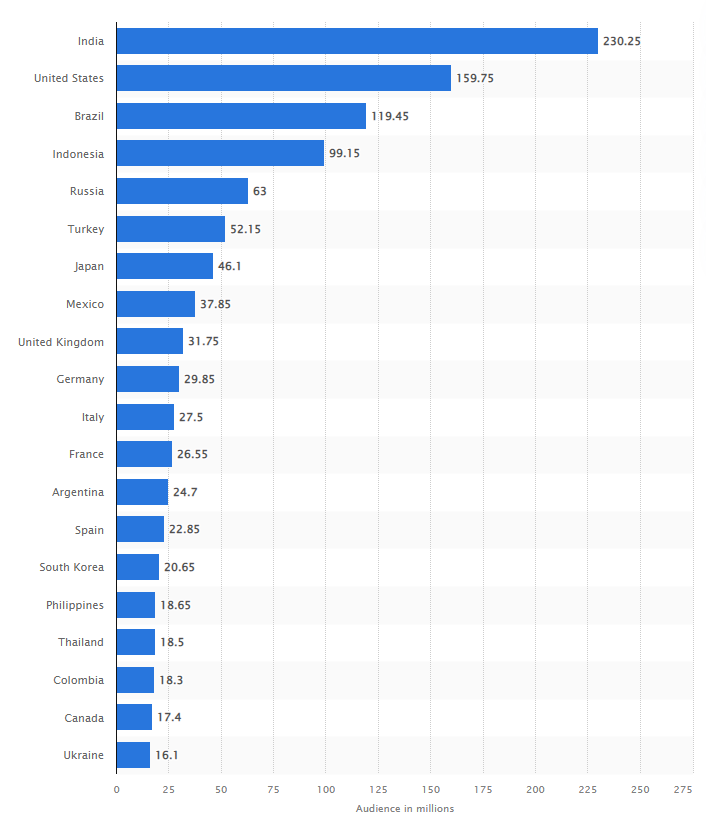 India 230.25
United States 159.75
Brazil 119.45
Indonesia 99.15
Russia 63
Turkey 52.15
Japan 46.1
Mexico 37.85
United Kingdom 31.75
Germany 29.85
Italy 27.5
France 26.55
Argentina 24.7
Spain 22.85
South Korea 20.65
Philippines 18.65
Thailand 18.5
Colombia 18.3
Canada 17.4
Ukraine 16.1
0 25 50 75 100 125 150 175 200 225 250 275
Audience in millions